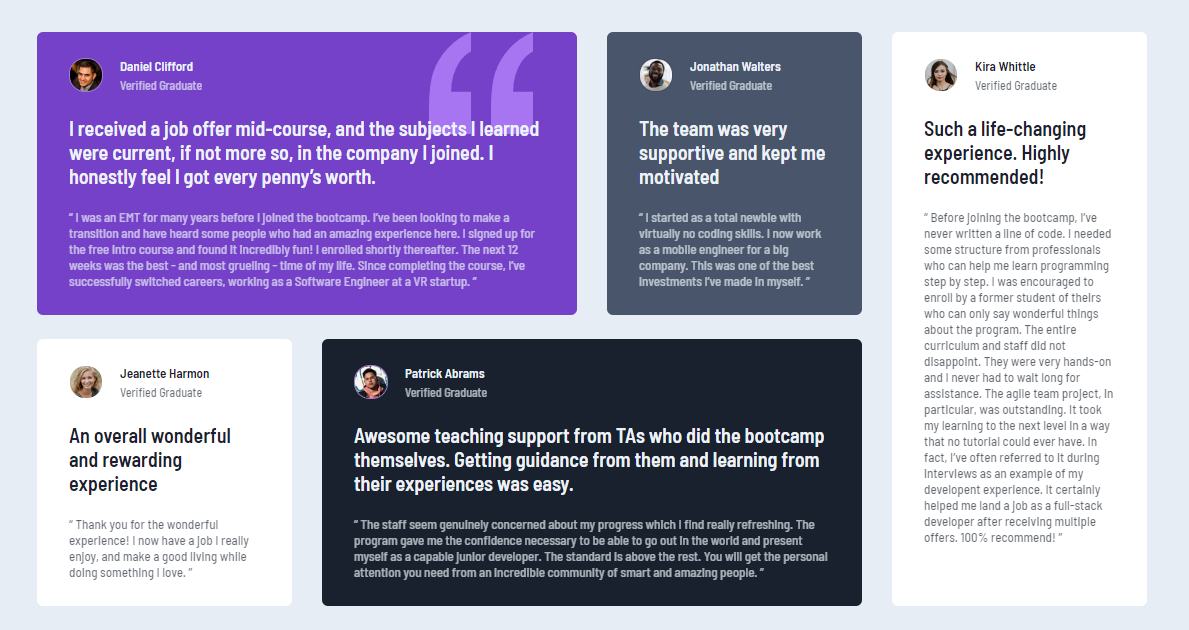 Daniel Clifford
Verified Graduate
I received a job offer mid-course, and the subjects I learned
were current, if not more so, in the company I joined. I
honestly feel I got every penny’s worth.
“ I was an EMT for many years before I joined the bootcamp. I’ve been looking to make a
transition and have heard some people who had an amazing experience here. I signed up for
the free intro course and found it incredibly fun! I enrolled shortly thereafter. The next 12
weeks was the best - and most grueling - time of my life. Since completing the course, I’ve
successfully switched careers, working as a Software Engineer at a VR startup. ”
Jonathan Walters
Verified Graduate
The team was very
supportive and kept me
motivated
“ I started as a total newbie with
virtually no coding skills. I now work
as a mobile engineer for a big
company. This was one of the best
investments I’ve made in myself. ”
Kira Whittle
Verified Graduate
Such a life-changing
experience. Highly
recommended!
“ Before joining the bootcamp, I’ve
never written a line of code. I needed
some structure from professionals
who can help me learn programming
step by step. I was encouraged to
enroll by a former student of theirs
who can only say wonderful things
about the program. The entire
curriculum and staff did not
disappoint. They were very hands-on
and I never had to wait long for
assistance. The agile team project, in
particular, was outstanding. It took
my learning to the next level in a way
that no tutorial could ever have. In
fact, I’ve often referred to it during
interviews as an example of my
developent experience. It certainly
helped me land a job as a full-stack
developer after receiving multiple
offers. 100% recommend! ”
Jeanette Harmon
Verified Graduate
An overall wonderful
and rewarding
experience
“ Thank you for the wonderful
experience! I now have a job I really
enjoy, and make a good living while
doing something I love. ”
Patrick Abrams
Verified Graduate
Awesome teaching support from TAs who did the bootcamp
themselves. Getting guidance from them and learning from
their experiences was easy.
“ The staff seem genuinely concerned about my progress which I find really refreshing. The
program gave me the confidence necessary to be able to go out in the world and present
myself as a capable junior developer. The standard is above the rest. You will get the personal
attention you need from an incredible community of smart and amazing people. ”